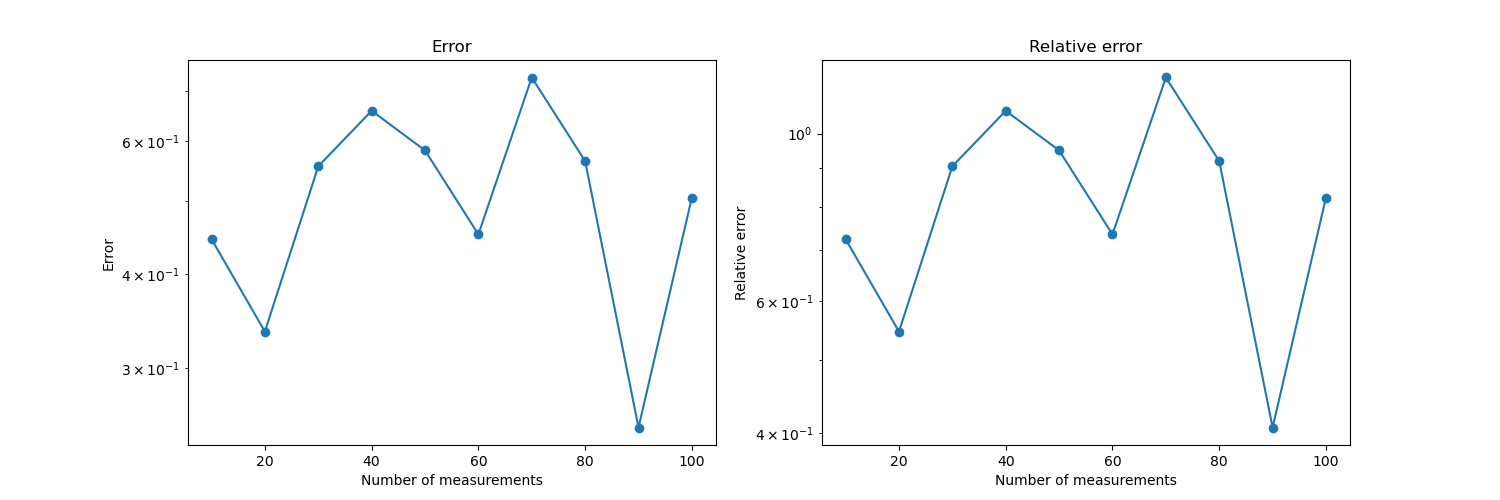 Error
6 × 10⁻¹
4 × 10⁻¹
3 × 10⁻¹
Error
20 40 60 80 100
Number of measurements
Relative error
10⁰
6 × 10⁻¹
4 × 10⁻¹
Relative error
20 40 60 80 100
Number of measurements